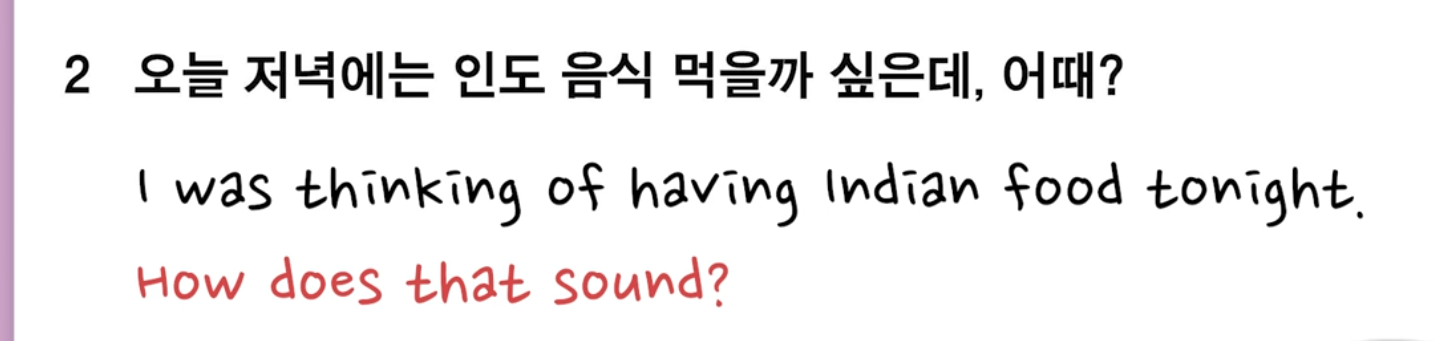 2 오늘 저녁에는 인도 음식 먹을까 싶은데, 어때?
I was thinking of having Indian food tonight.
How does that sound?